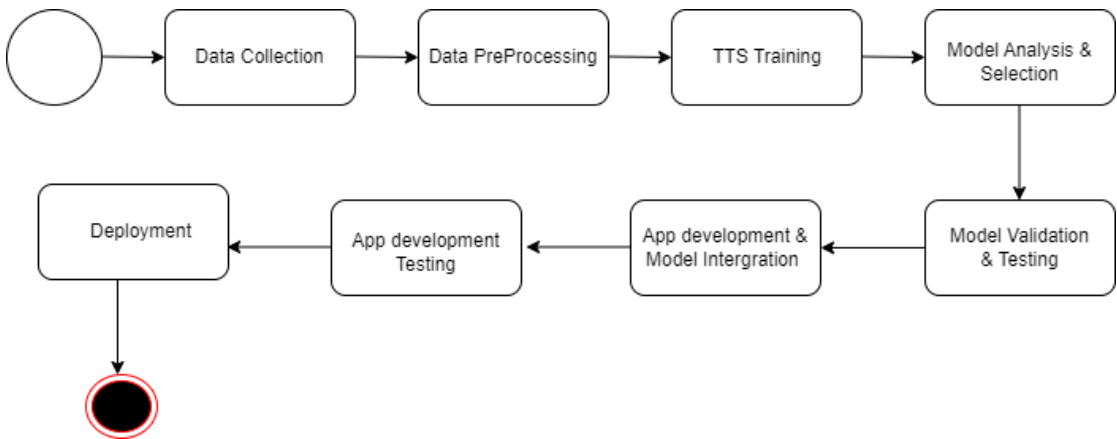 Data Collection
Data PreProcessing
TTS Training
Model Analysis &
Selection
Model Validation
& Testing
App development &
Model Intergration
App development
Testing
Deployment